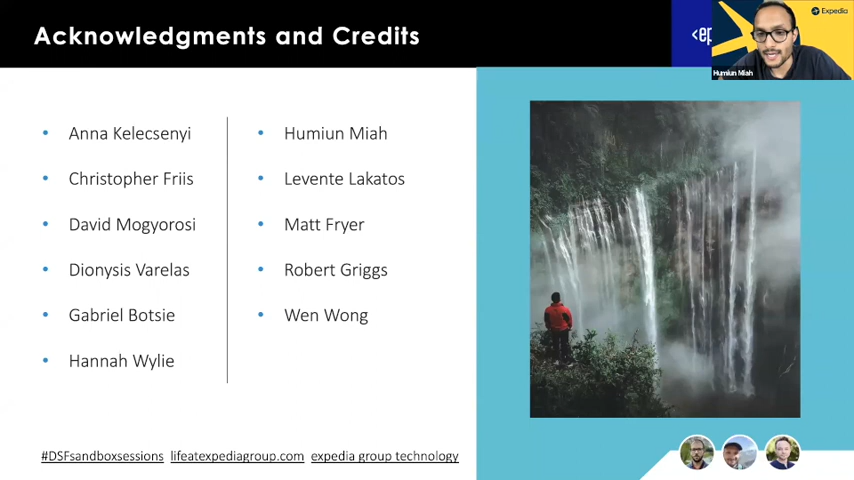 Acknowledgments and Credits
<ep
Expedia
Humiun Miah
Anna Kelecsenyi
Christopher Friis
David Mogyorosi
Dionysis Varelas
Gabriel Botsie
Hannah Wylie
Humiun Miah
Levente Lakatos
Matt Fryer
Robert Griggs
Wen Wong
#DSFsandboxsessions lifeatexpediagroup.com expedia group technology